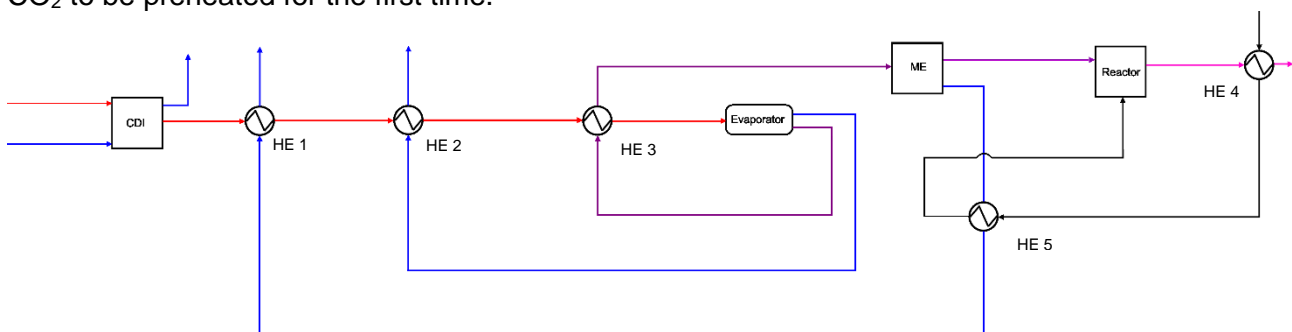 CO₂ to be preheated for the first time.
ME
Reactor
HE 4
CDI
Evaporator
HE 1
HE 2
HE 3
HE 5